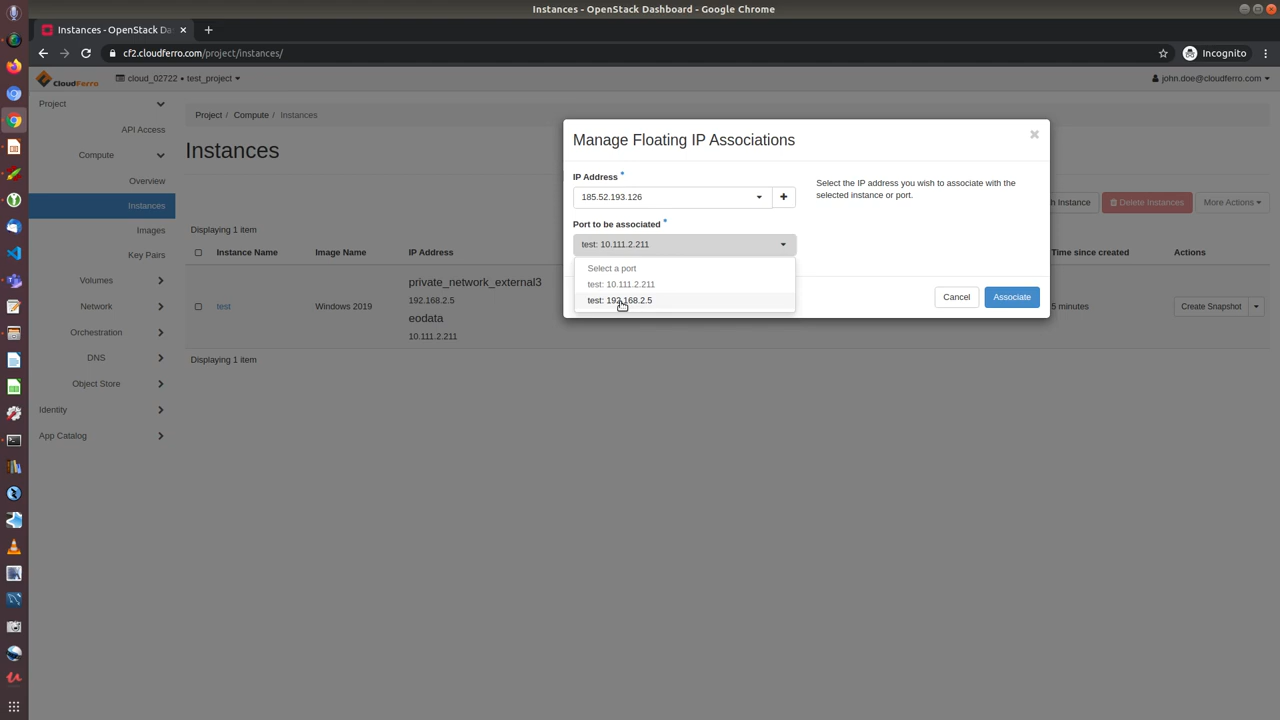 Instances - OpenStack Dashboard - Google Chrome
Instances - OpenStack Da
cf2.cloudferro.com/project/instances/
Incognito
CloudFerro
cloud_02722 • test_project
john.doe@cloudferro.com
Project
API Access
Compute
Overview
Instances
Images
Key Pairs
Volumes
Network
Orchestration
DNS
Object Store
Identity
App Catalog
Project / Compute / Instances
Instances
h Instance
Delete Instances
More Actions
Displaying 1 item
Instance Name
Image Name
IP Address
Time since created
Actions
test
Windows 2019
private_network_external3
192.168.2.5
eodata
10.111.2.211
5 minutes
Create Snapshot
Displaying 1 item
Manage Floating IP Associations
IP Address *
185.52.193.126
Select the IP address you wish to associate with the
selected instance or port.
Port to be associated *
test: 10.111.2.211
Select a port
test: 10.111.2.211
test: 192.168.2.5
Cancel
Associate